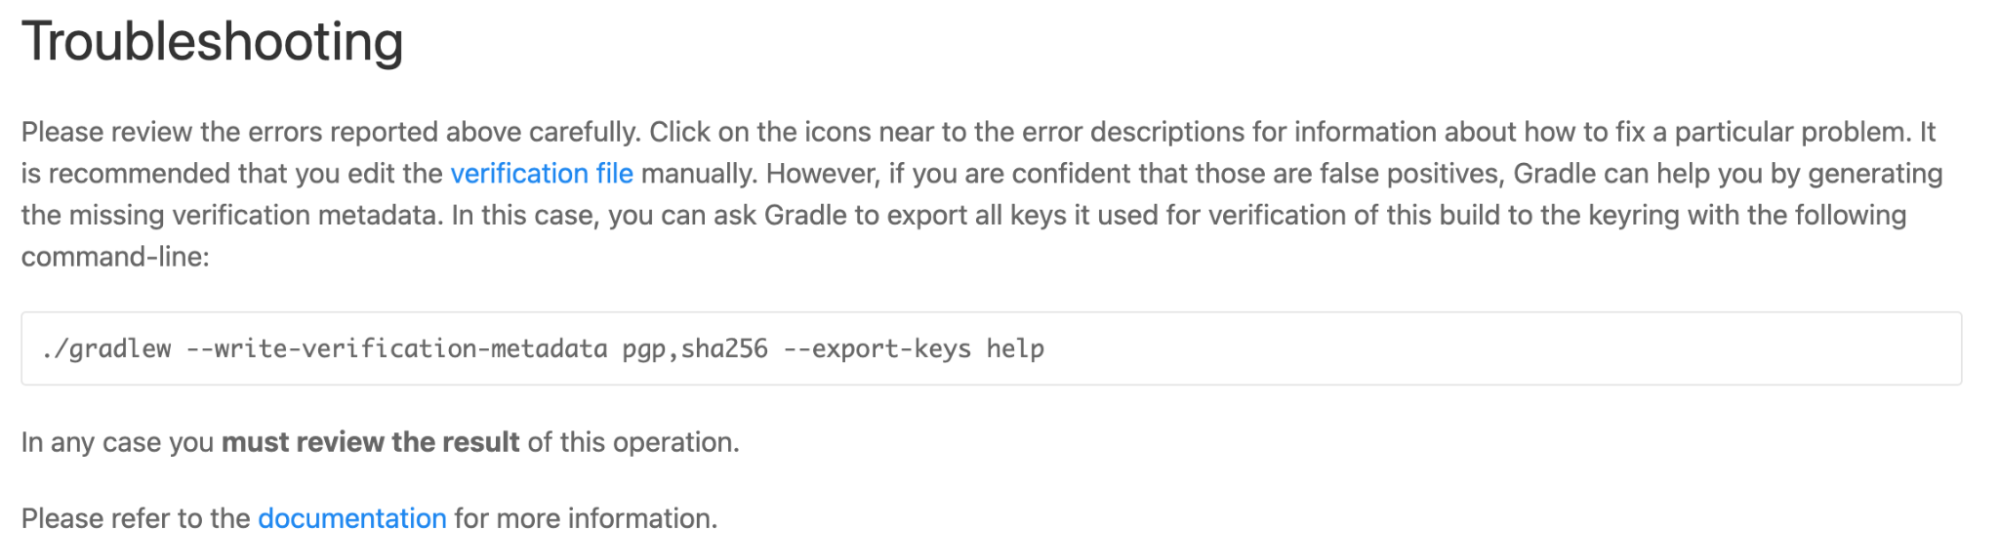 Troubleshooting
Please review the errors reported above carefully. Click on the icons near to the error descriptions for information about how to fix a particular problem. It
is recommended that you edit the verification file manually. However, if you are confident that those are false positives, Gradle can help you by generating
the missing verification metadata. In this case, you can ask Gradle to export all keys it used for verification of this build to the keyring with the following
command-line:
./gradlew --write-verification-metadata pgp,sha256 --export-keys help
In any case you must review the result of this operation.
Please refer to the documentation for more information.